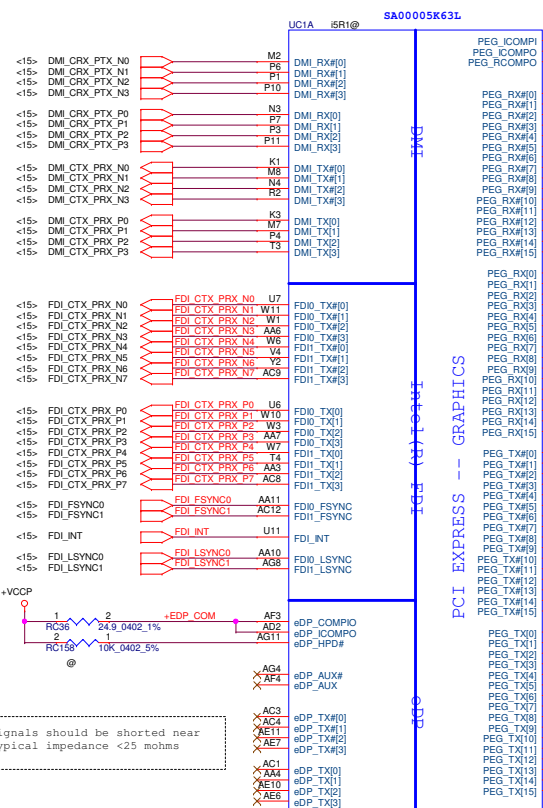 SA00005K63L
UC1A i5R1@
<15> DMI_CRX_PTX_N0 M2 DMI_RX#[0]
<15> DMI_CRX_PTX_N1 P6 DMI_RX#[1]
<15> DMI_CRX_PTX_N2 P1 DMI_RX#[2]
<15> DMI_CRX_PTX_N3 P10 DMI_RX#[3]
<15> DMI_CRX_PTX_P0 N3 DMI_RX[0]
<15> DMI_CRX_PTX_P1 P7 DMI_RX[1]
<15> DMI_CRX_PTX_P2 P3 DMI_RX[2]
<15> DMI_CRX_PTX_P3 P11 DMI_RX[3]
<15> DMI_CTX_PRX_N0 K1 DMI_TX#[0]
<15> DMI_CTX_PRX_N1 M8 DMI_TX#[1]
<15> DMI_CTX_PRX_N2 N4 DMI_TX#[2]
<15> DMI_CTX_PRX_N3 R2 DMI_TX#[3]
<15> DMI_CTX_PRX_P0 K3 DMI_TX[0]
<15> DMI_CTX_PRX_P1 M7 DMI_TX[1]
<15> DMI_CTX_PRX_P2 P4 DMI_TX[2]
<15> DMI_CTX_PRX_P3 T3 DMI_TX[3]
<15> FDI_CTX_PRX_N0 FDI_CTX_PRX_N0 U7 FDI0_TX#[0]
<15> FDI_CTX_PRX_N1 FDI_CTX_PRX_N1 W11 FDI0_TX#[1]
<15> FDI_CTX_PRX_N2 FDI_CTX_PRX_N2 W1 FDI0_TX#[2]
<15> FDI_CTX_PRX_N3 FDI_CTX_PRX_N3 AA6 FDI0_TX#[3]
<15> FDI_CTX_PRX_N4 FDI_CTX_PRX_N4 W6 FDI1_TX#[0]
<15> FDI_CTX_PRX_N5 FDI_CTX_PRX_N5 V4 FDI1_TX#[1]
<15> FDI_CTX_PRX_N6 FDI_CTX_PRX_N6 Y2 FDI1_TX#[2]
<15> FDI_CTX_PRX_N7 FDI_CTX_PRX_N7 AC9 FDI1_TX#[3]
<15> FDI_CTX_PRX_P0 FDI_CTX_PRX_P0 U6 FDI0_TX[0]
<15> FDI_CTX_PRX_P1 FDI_CTX_PRX_P1 W10 FDI0_TX[1]
<15> FDI_CTX_PRX_P2 FDI_CTX_PRX_P2 W3 FDI0_TX[2]
<15> FDI_CTX_PRX_P3 FDI_CTX_PRX_P3 AA7 FDI0_TX[3]
<15> FDI_CTX_PRX_P4 FDI_CTX_PRX_P4 W7 FDI1_TX[0]
<15> FDI_CTX_PRX_P5 FDI_CTX_PRX_P5 T4 FDI1_TX[1]
<15> FDI_CTX_PRX_P6 FDI_CTX_PRX_P6 AA3 FDI1_TX[2]
<15> FDI_CTX_PRX_P7 FDI_CTX_PRX_P7 AC8 FDI1_TX[3]
<15> FDI_FSYNC0 FDI_FSYNC0 AA11 FDI0_FSYNC
<15> FDI_FSYNC1 FDI_FSYNC1 AC12 FDI1_FSYNC
<15> FDI_INT FDI_INT U11 FDI_INT
<15> FDI_LSYNC0 FDI_LSYNC0 AA10 FDI0_LSYNC
<15> FDI_LSYNC1 FDI_LSYNC1 AG8 FDI1_LSYNC
+VCCP
1 2 +EDP_COM AF3 eDP_COMPIO
RC36 24.9_0402_1% AD2 eDP_ICOMPO
2 1 AG11 eDP_HPD#
RC158 10K_0402_5%
@
AG4 eDP_AUX#
AF4 eDP_AUX
AC3 eDP_TX#[0]
AC4 eDP_TX#[1]
AE11 eDP_TX#[2]
AE7 eDP_TX#[3]
AC1 eDP_TX[0]
AA4 eDP_TX[1]
AE10 eDP_TX[2]
AE6 eDP_TX[3]
ignals should be shorted near
ypical impedance <25 mohms
DMI
Intel(R) FDI
eDP
PCI EXPRESS -- GRAPHICS
PEG_ICOMPI
PEG_ICOMPO
PEG_RCOMPO
PEG_RX#[0]
PEG_RX#[1]
PEG_RX#[2]
PEG_RX#[3]
PEG_RX#[4]
PEG_RX#[5]
PEG_RX#[6]
PEG_RX#[7]
PEG_RX#[8]
PEG_RX#[9]
PEG_RX#[10]
PEG_RX#[11]
PEG_RX#[12]
PEG_RX#[13]
PEG_RX#[14]
PEG_RX#[15]
PEG_RX[0]
PEG_RX[1]
PEG_RX[2]
PEG_RX[3]
PEG_RX[4]
PEG_RX[5]
PEG_RX[6]
PEG_RX[7]
PEG_RX[8]
PEG_RX[9]
PEG_RX[10]
PEG_RX[11]
PEG_RX[12]
PEG_RX[13]
PEG_RX[14]
PEG_RX[15]
PEG_TX#[0]
PEG_TX#[1]
PEG_TX#[2]
PEG_TX#[3]
PEG_TX#[4]
PEG_TX#[5]
PEG_TX#[6]
PEG_TX#[7]
PEG_TX#[8]
PEG_TX#[9]
PEG_TX#[10]
PEG_TX#[11]
PEG_TX#[12]
PEG_TX#[13]
PEG_TX#[14]
PEG_TX#[15]
PEG_TX[0]
PEG_TX[1]
PEG_TX[2]
PEG_TX[3]
PEG_TX[4]
PEG_TX[5]
PEG_TX[6]
PEG_TX[7]
PEG_TX[8]
PEG_TX[9]
PEG_TX[10]
PEG_TX[11]
PEG_TX[12]
PEG_TX[13]
PEG_TX[14]
PEG_TX[15]